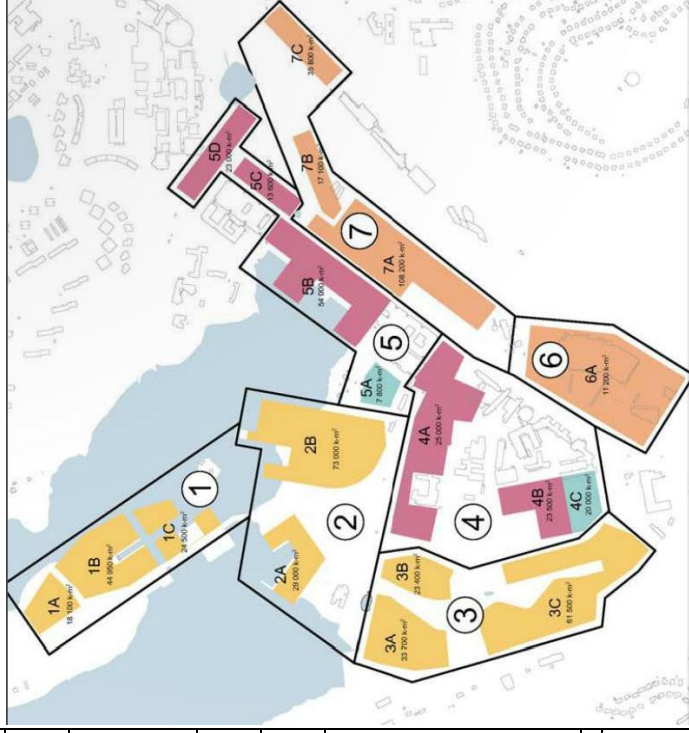 1
1A
18 100 k-m²
1B
44 950 k-m²
1C
24 500 k-m²
2
2A
29 000 k-m²
2B
73 000 k-m²
3
3A
33 700 k-m²
3B
23 400 k-m²
3C
61 500 k-m²
4
4A
25 000 k-m²
4B
23 500 k-m²
4C
20 000 k-m²
5
5A
7 800 k-m²
5B
54 000 k-m²
5C
13 600 k-m²
5D
23 000 k-m²
6
6A
11 200 k-m²
7
7A
200 k-m²
7B
17 100 k-m²
7C
800 k-m²